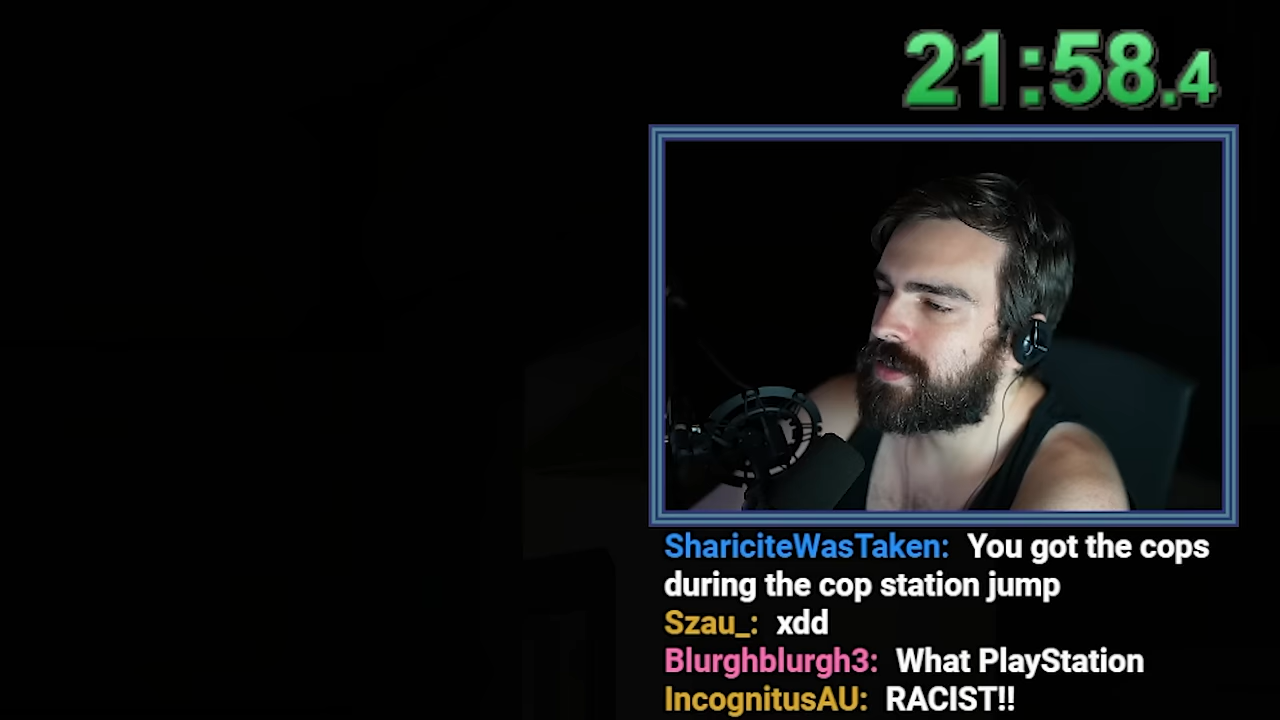 21:58.4
ShariciteWasTaken: You got the cops
during the cop station jump
Szau_: xdd
Blurghblurgh3: What PlayStation
IncognitusAU: RACIST!!